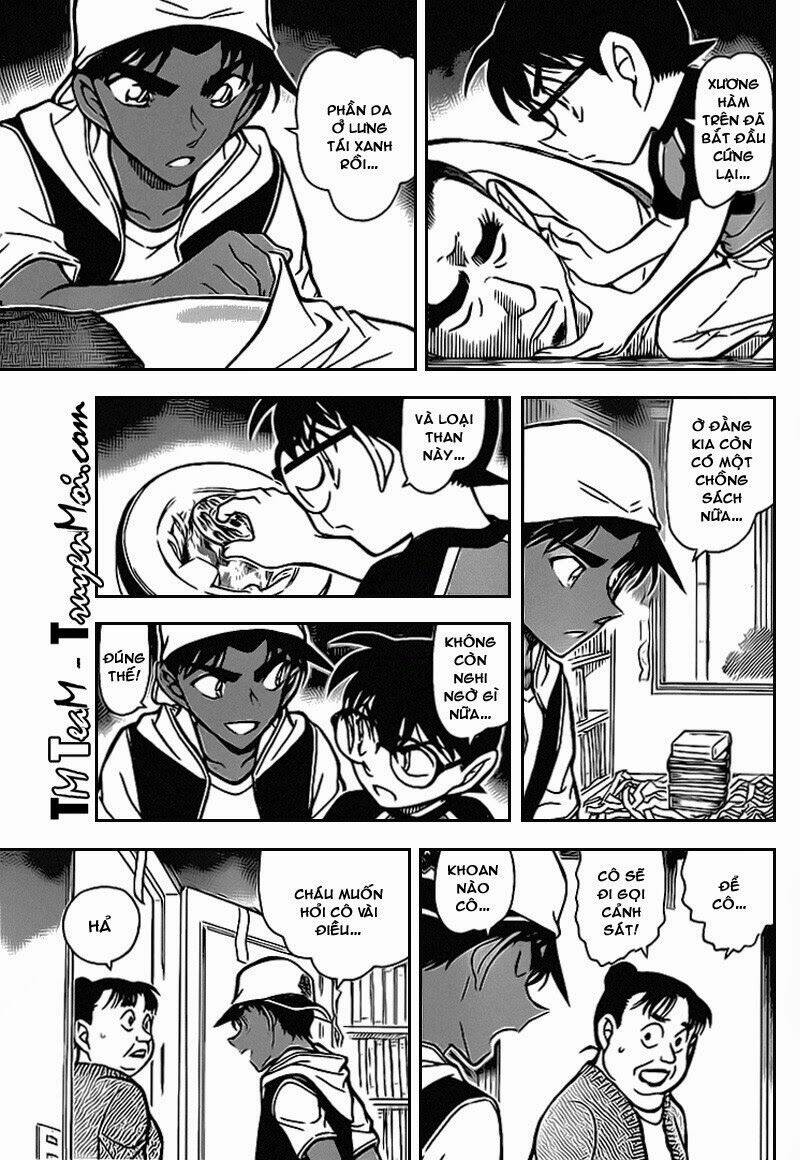 XƯƠNG
HÀM
TRÊN ĐÃ
BẮT ĐẦU
CỨNG
LẠI...
PHẦN DA
Ở LƯNG
TÁI XANH
RỒI...
Ở ĐẰNG
KIA CÒN
CÓ MỘT
CHỒNG
SÁCH
NỮA...
VÀ LOẠI
THAN
NÀY...
KHÔNG
CÒN
NGHI
NGỜ GÌ
NỮA...
ĐÚNG
THẾ!
ĐỂ
CÔ...
CÔ SẼ
ĐI GỌI
CẢNH
SÁT!
KHOAN
NÀO
CÔ...
CHÁU MUỐN
HỎI CÔ VÀI
ĐIỀU...
HẢ
TM TEAM - TruyenMoi.com